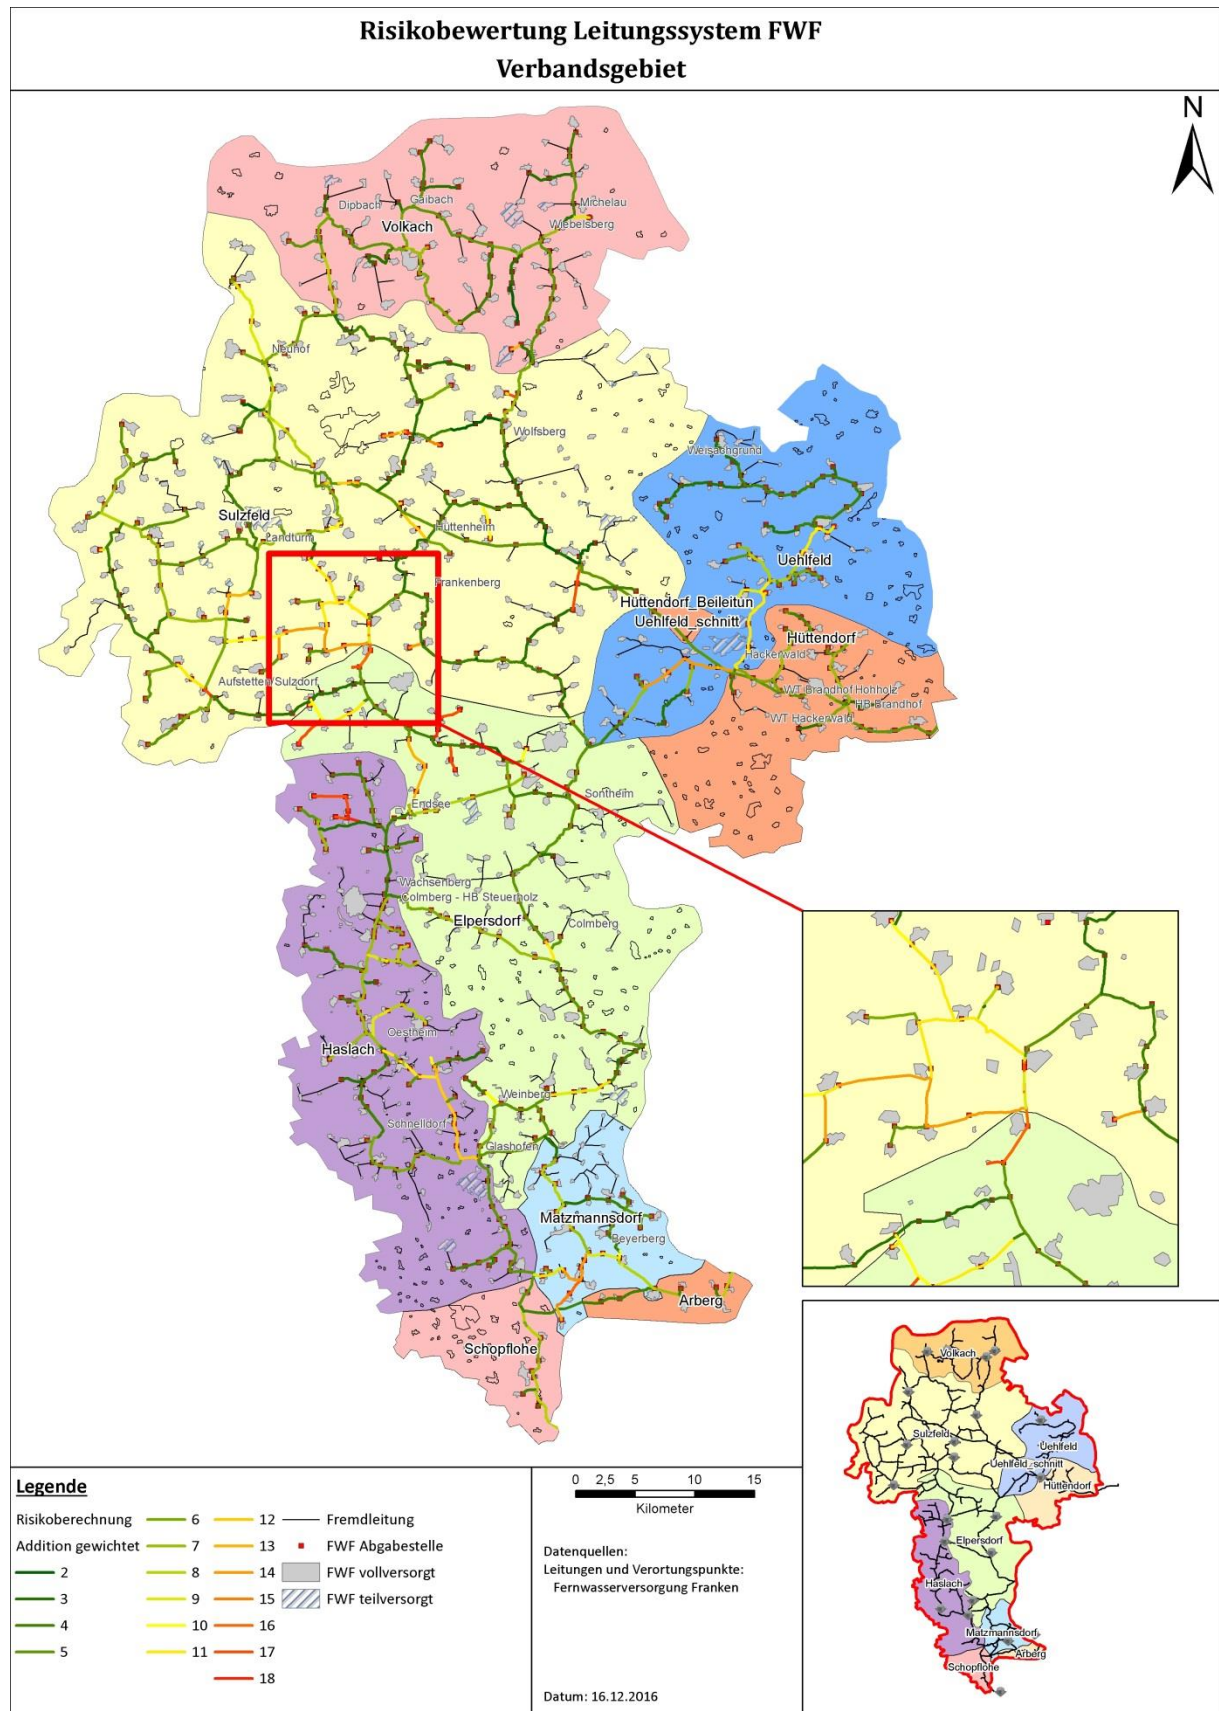 Risikobewertung Leitungssystem FWF
Verbandsgebiet
N
Michelau
Gaibach
Dipbach
Volkach
Wiebelsberg
Neuhof
Wolfsberg
Weisachgrund
Sulzfeld
Hüttenheim
Landturm
Uehlfeld
Frankenberg
Hüttendorf_Beileitun
Uehlfeld_schnitt
Hüttendorf
Hackerwald
Aufstetten/Sulzdorf
WT Brandhof Hohholz
HB Brandhof
WT Hackerwald
Sontheim
Endsee
Wachsenberg
Colmberg - HB Steuerholz
Elpersdorf
Colmberg
Oestheim
Haslach
Weinberg
Schnelldorf
Glashofen
Matzmannsdorf
Beyerberg
Arberg
Schopflohe
Volkach
Sulzfeld
Uehlfeld
Uehlfeld_schnitt
Hüttendorf
Elpersdorf
Haslach
Matzmannsdorf
Arberg
Schopflohe
Legende
Risikoberechnung
Addition gewichtet
2
3
4
5
6
7
8
9
10
11
12
13
14
15
16
17
18
Fremdleitung
FWF Abgabestelle
FWF vollversorgt
FWF teilversorgt
0 2,5 5 10 15
Kilometer
Datenquellen:
Leitungen und Verortungspunkte:
Fernwasserversorgung Franken
Datum: 16.12.2016